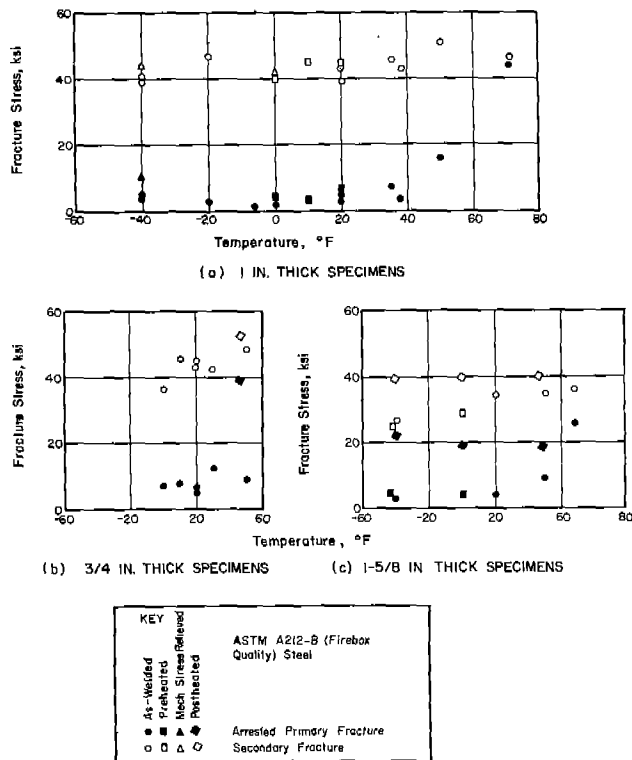 60
40
20
0
Fracture Stress, ksi
-60 -40 -20 0 20 40 60 80
Temperature, °F
(a) 1 IN. THICK SPECIMENS
60
40
20
0
Fracture Stress, ksi
-60 -20 20 60
60
40
20
0
Fracture Stress, ksi
-60 -20 20 60 80
Temperature, °F
(b) 3/4 IN. THICK SPECIMENS
(c) 1-5/8 IN THICK SPECIMENS
KEY
As-Welded
Preheated
Mech Stress Relieved
Postheated
ASTM A212-B (Firebox
Quality) Steel
Arrested Primary Fracture
Secondary Fracture